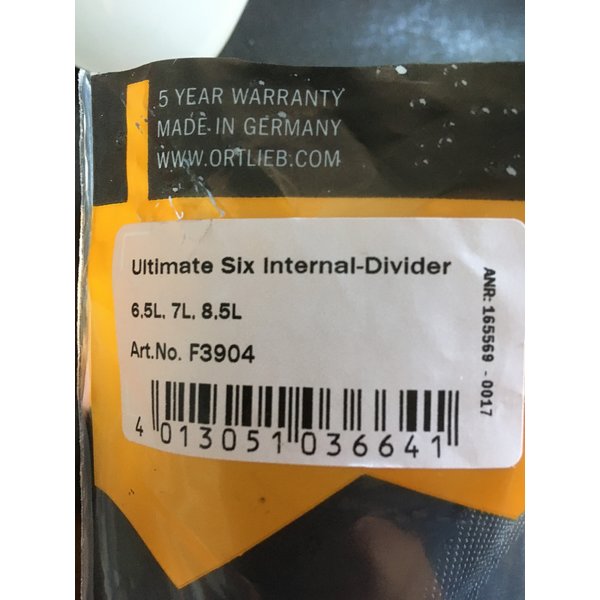 5 YEAR WARRANTY
MADE IN GERMANY
WWW.ORTLIEB.COM
Ultimate Six Internal-Divider
6,5L, 7L, 8,5L
Art.No. F3904
4 013051 036641
ANR: 165569 - 0017